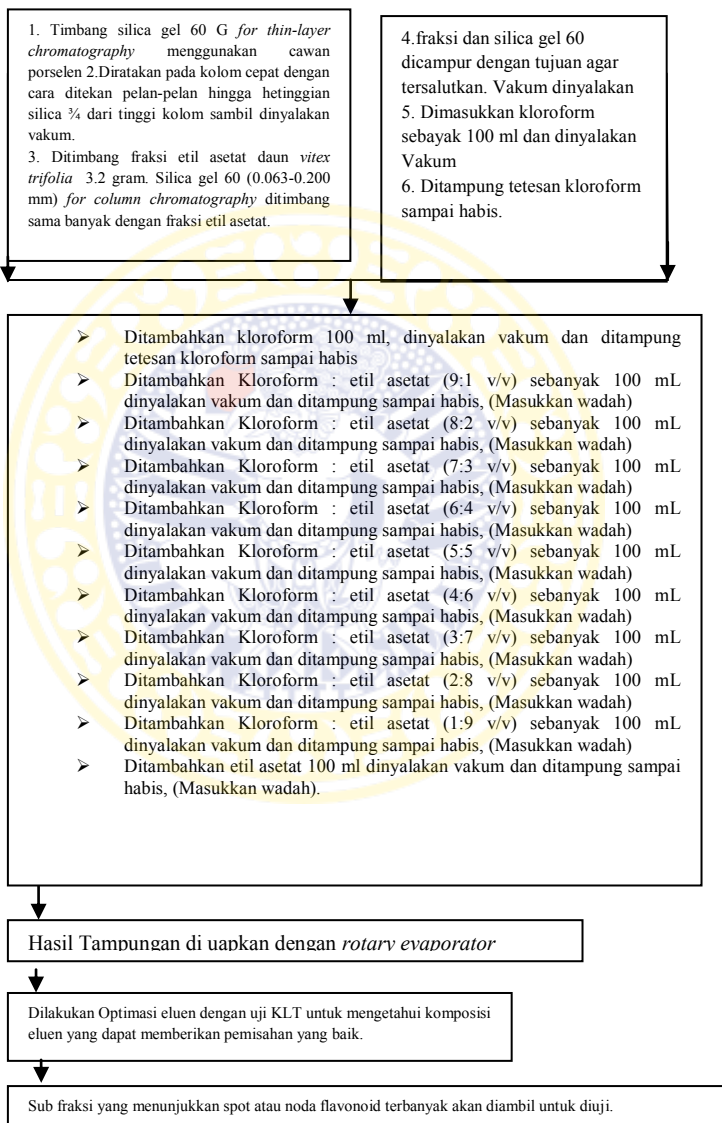 1. Timbang silica gel 60 G for thin-layer
chromatography menggunakan cawan
porselen 2.Diratakan pada kolom cepat dengan
cara ditekan pelan-pelan hingga hetinggian
silica ¾ dari tinggi kolom sambil dinyalakan
vakum.
3. Ditimbang fraksi etil asetat daun vitex
trifolia 3.2 gram. Silica gel 60 (0.063-0.200
mm) for column chromatography ditimbang
sama banyak dengan fraksi etil asetat.
4.fraksi dan silica gel 60
dicampur dengan tujuan agar
tersalutkan. Vakum dinyalakan
5. Dimasukkan kloroform
sebayak 100 ml dan dinyalakan
Vakum
6. Ditampung tetesan kloroform
sampai habis.
➢ Ditambahkan kloroform 100 ml, dinyalakan vakum dan ditampung
tetesan kloroform sampai habis
➢ Ditambahkan Kloroform : etil asetat (9:1 v/v) sebanyak 100 mL
dinyalakan vakum dan ditampung sampai habis, (Masukkan wadah)
➢ Ditambahkan Kloroform : etil asetat (8:2 v/v) sebanyak 100 mL
dinyalakan vakum dan ditampung sampai habis, (Masukkan wadah)
➢ Ditambahkan Kloroform : etil asetat (7:3 v/v) sebanyak 100 mL
dinyalakan vakum dan ditampung sampai habis, (Masukkan wadah)
➢ Ditambahkan Kloroform : etil asetat (6:4 v/v) sebanyak 100 mL
dinyalakan vakum dan ditampung sampai habis, (Masukkan wadah)
➢ Ditambahkan Kloroform : etil asetat (5:5 v/v) sebanyak 100 mL
dinyalakan vakum dan ditampung sampai habis, (Masukkan wadah)
➢ Ditambahkan Kloroform : etil asetat (4:6 v/v) sebanyak 100 mL
dinyalakan vakum dan ditampung sampai habis, (Masukkan wadah)
➢ Ditambahkan Kloroform : etil asetat (3:7 v/v) sebanyak 100 mL
dinyalakan vakum dan ditampung sampai habis, (Masukkan wadah)
➢ Ditambahkan Kloroform : etil asetat (2:8 v/v) sebanyak 100 mL
dinyalakan vakum dan ditampung sampai habis, (Masukkan wadah)
➢ Ditambahkan Kloroform : etil asetat (1:9 v/v) sebanyak 100 mL
dinyalakan vakum dan ditampung sampai habis, (Masukkan wadah)
➢ Ditambahkan etil asetat 100 ml dinyalakan vakum dan ditampung sampai
habis, (Masukkan wadah).
Hasil Tampungan di uapkan dengan rotary evaporator
Dilakukan Optimasi eluen dengan uji KLT untuk mengetahui komposisi
eluen yang dapat memberikan pemisahan yang baik.
Sub fraksi yang menunjukkan spot atau noda flavonoid terbanyak akan diambil untuk diuji.